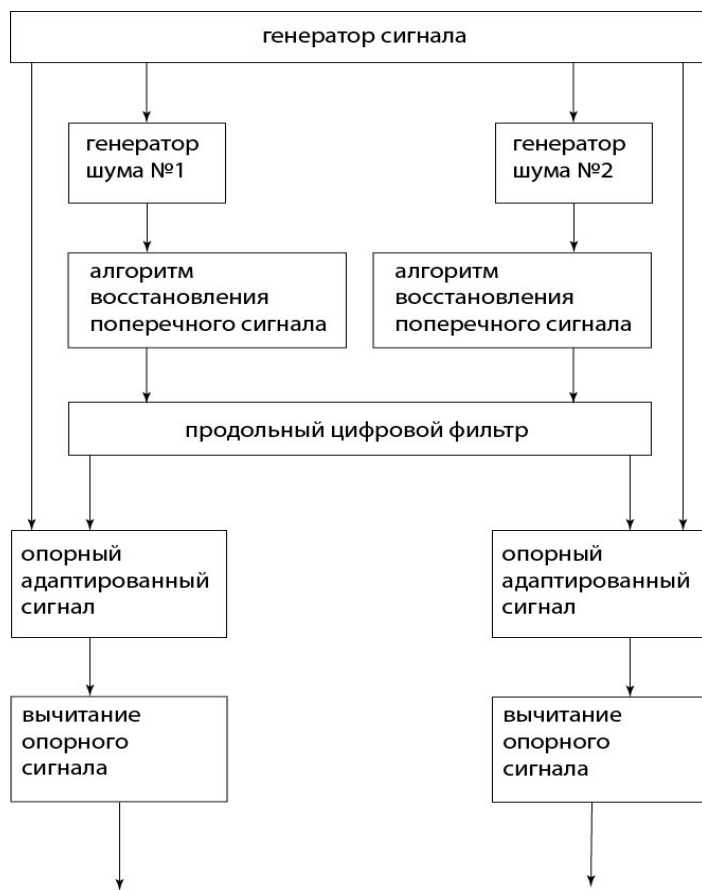 генератор сигнала
генератор
шума №1
генератор
шума №2
алгоритм
восстановления
поперечного сигнала
алгоритм
восстановления
поперечного сигнала
продольный цифровой фильтр
опорный
адаптированный
сигнал
опорный
адаптированный
сигнал
вычитание
опорного
сигнала
вычитание
опорного
сигнала